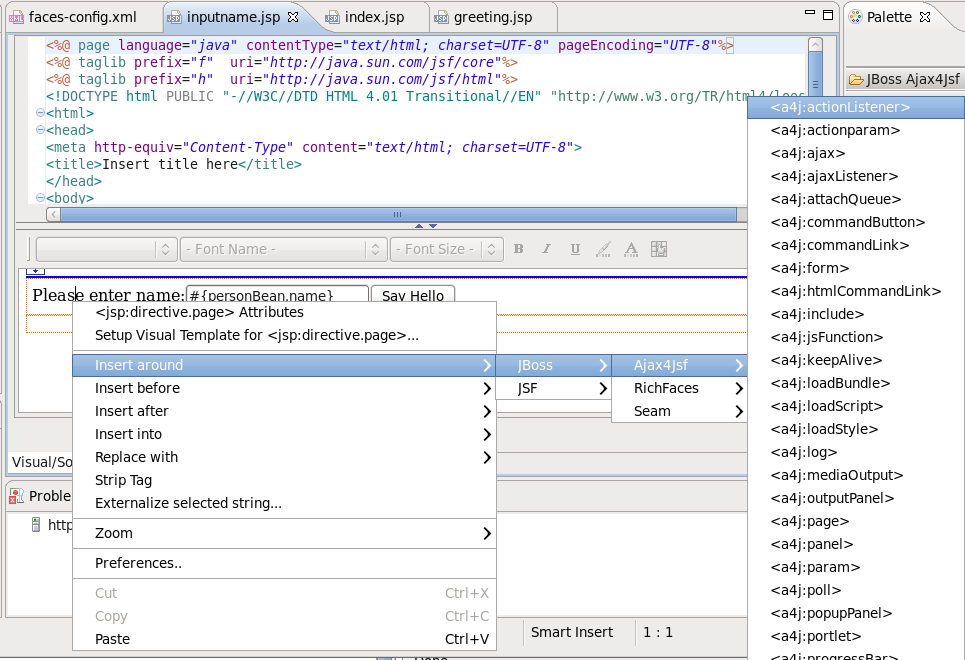 faces-config.xml inputname.jsp index.jsp greeting.jsp Palette
<%@ page language="java" contentType="text/html; charset=UTF-8" pageEncoding="UTF-8"%>
<%@ taglib prefix="f"  uri="http://java.sun.com/jsf/core"%>
<%@ taglib prefix="h"  uri="http://java.sun.com/jsf/html"%>
<!DOCTYPE html PUBLIC "-//W3C//DTD HTML 4.01 Transitional//EN" "http://www.w3.org/TR/html4/loos
<html>
<head>
<meta http-equiv="Content-Type" content="text/html; charset=UTF-8">
<title>Insert title here</title>
</head>
<body>
JBoss Ajax4Jsf
- Font Name - - Font Size - B I U A
Please enter name: #{personBean.name} Say Hello
<jsp:directive.page> Attributes
Setup Visual Template for <jsp:directive.page>...
Insert around
Insert before
Insert after
Insert into
Replace with
Strip Tag
Externalize selected string...
Zoom
Preferences..
Cut Ctrl+X
Copy Ctrl+C
Paste Ctrl+V
JBoss
JSF
Ajax4Jsf
RichFaces
Seam
<a4j:actionListener>
<a4j:actionparam>
<a4j:ajax>
<a4j:ajaxListener>
<a4j:attachQueue>
<a4j:commandButton>
<a4j:commandLink>
<a4j:form>
<a4j:htmlCommandLink>
<a4j:include>
<a4j:jsFunction>
<a4j:keepAlive>
<a4j:loadBundle>
<a4j:loadScript>
<a4j:loadStyle>
<a4j:log>
<a4j:mediaOutput>
<a4j:outputPanel>
<a4j:page>
<a4j:panel>
<a4j:param>
<a4j:poll>
<a4j:popupPanel>
<a4j:portlet>
<a4j:progressBar>
Visual/So
Proble
http
Smart Insert 1 : 1